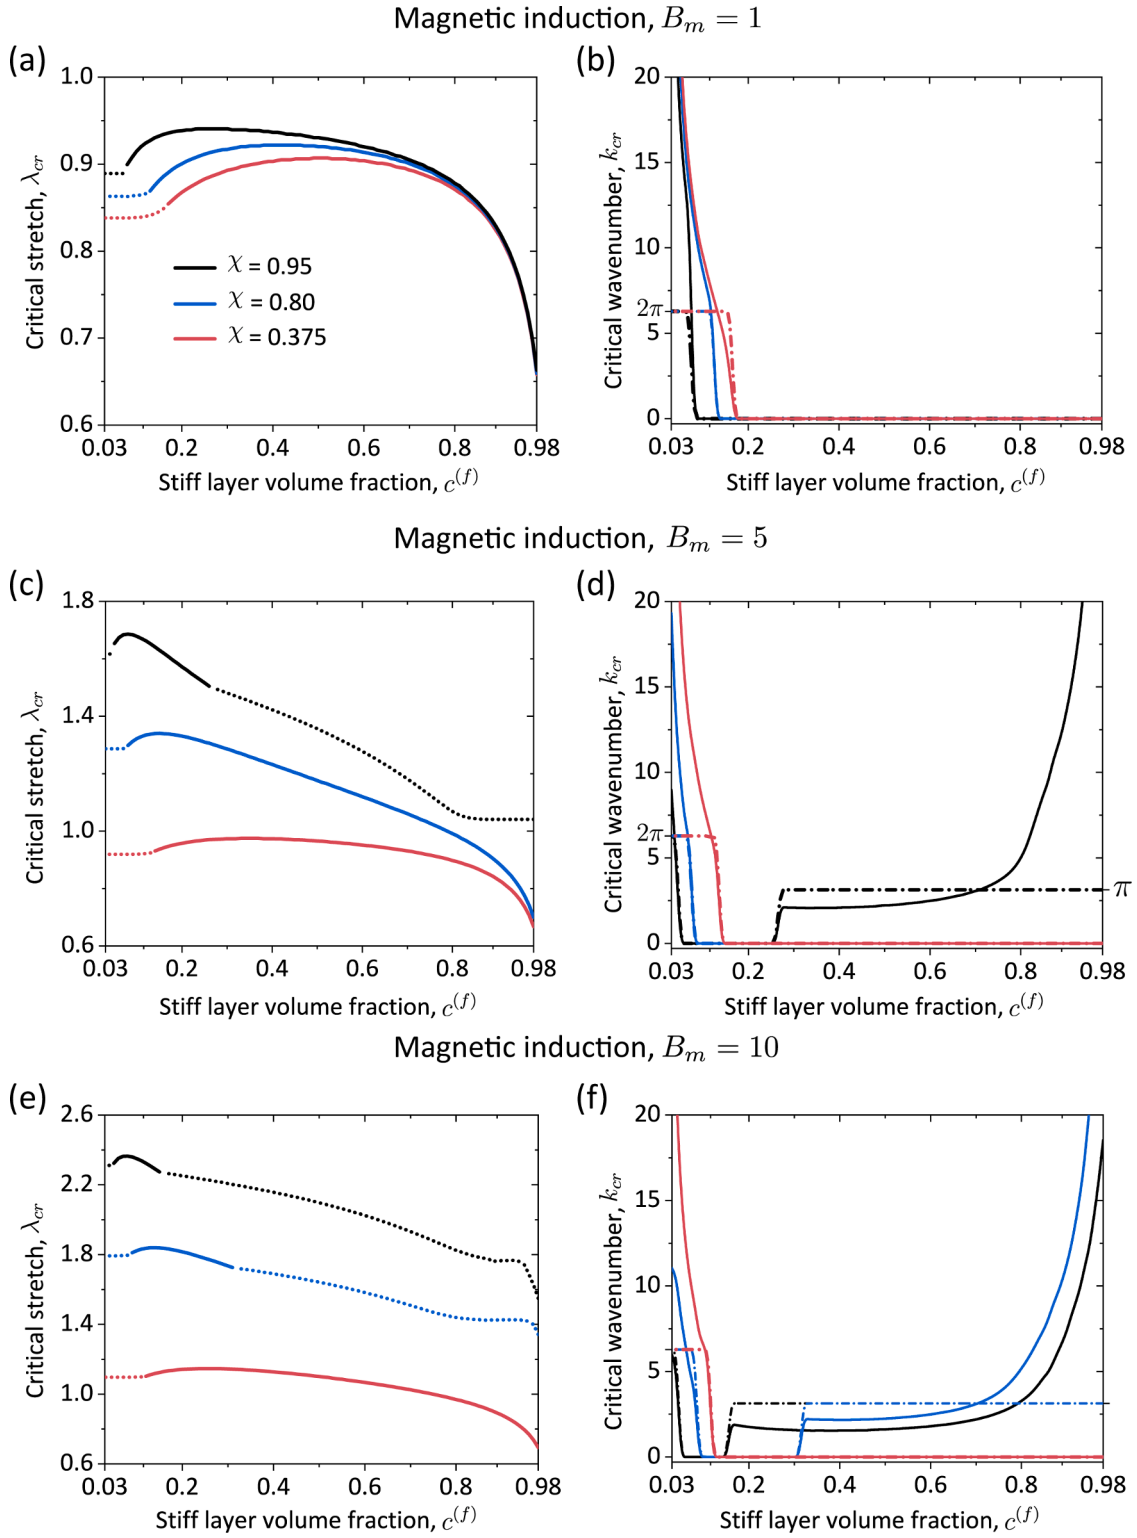 Magnetic induction, B_m = 1
(a)
1.0
0.9
0.8
0.7
0.6
Critical stretch, λ_cr
χ = 0.95
χ = 0.80
χ = 0.375
0.03 0.2 0.4 0.6 0.8 0.98
Stiff layer volume fraction, c^(f)
(b)
20
15
10
2π
5
0
Critical wavenumber, k_cr
0.03 0.2 0.4 0.6 0.8 0.98
Stiff layer volume fraction, c^(f)
Magnetic induction, B_m = 5
(c)
1.8
1.4
1.0
0.6
Critical stretch, λ_cr
0.03 0.2 0.4 0.6 0.8 0.98
Stiff layer volume fraction, c^(f)
(d)
20
15
10
2π
5
0
Critical wavenumber, k_cr
π
0.03 0.2 0.4 0.6 0.8 0.98
Stiff layer volume fraction, c^(f)
Magnetic induction, B_m = 10
(e)
2.6
2.2
1.8
1.4
1.0
0.6
Critical stretch, λ_cr
0.03 0.2 0.4 0.6 0.8 0.98
Stiff layer volume fraction, c^(f)
(f)
20
15
10
5
0
Critical wavenumber, k_cr
0.03 0.2 0.4 0.6 0.8 0.98
Stiff layer volume fraction, c^(f)